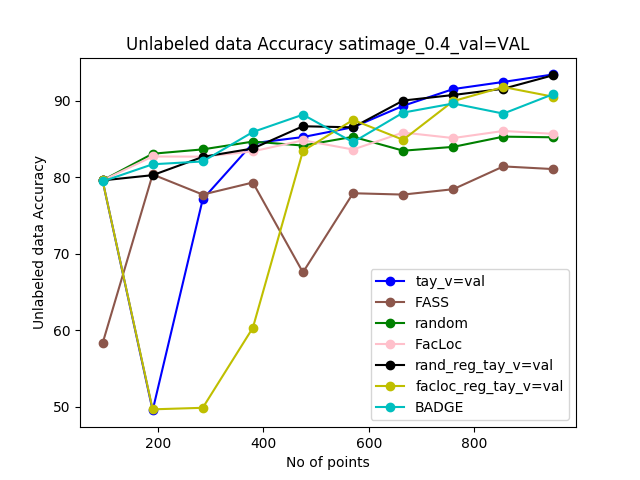 Unlabeled data Accuracy satimage_0.4_val=VAL
Unlabeled data Accuracy
90
80
70
60
50
tay_v=val
FASS
random
FacLoc
rand_reg_tay_v=val
facloc_reg_tay_v=val
BADGE
200 400 600 800
No of points